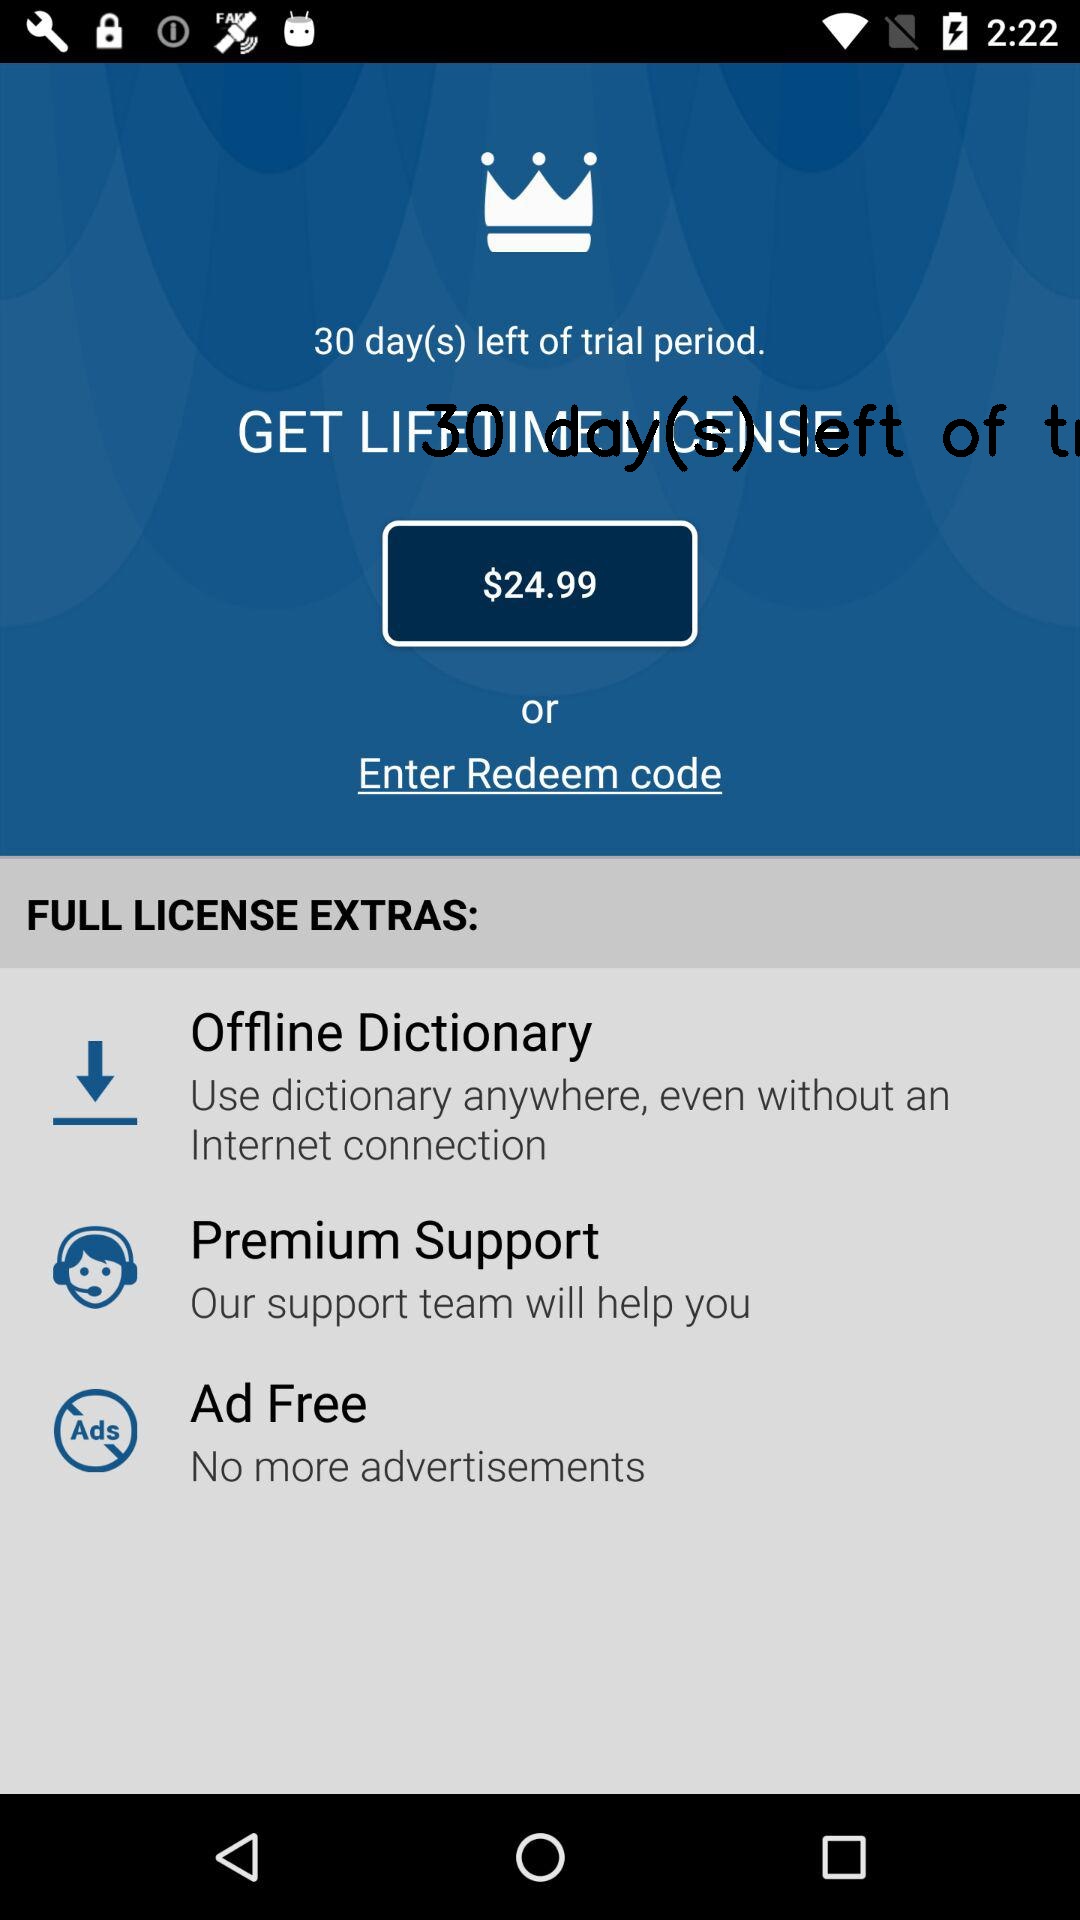 FAKE
2:22
30 day(s) left of trial period.
GET LIFETIME LICENSE
30 day(s) left of
$24.99
or
Enter Redeem code
FULL LICENSE EXTRAS:
Offline Dictionary
Use dictionary anywhere, even without an
Internet connection
Premium Support
Our support team will help you
Ads
Ad Free
No more advertisements